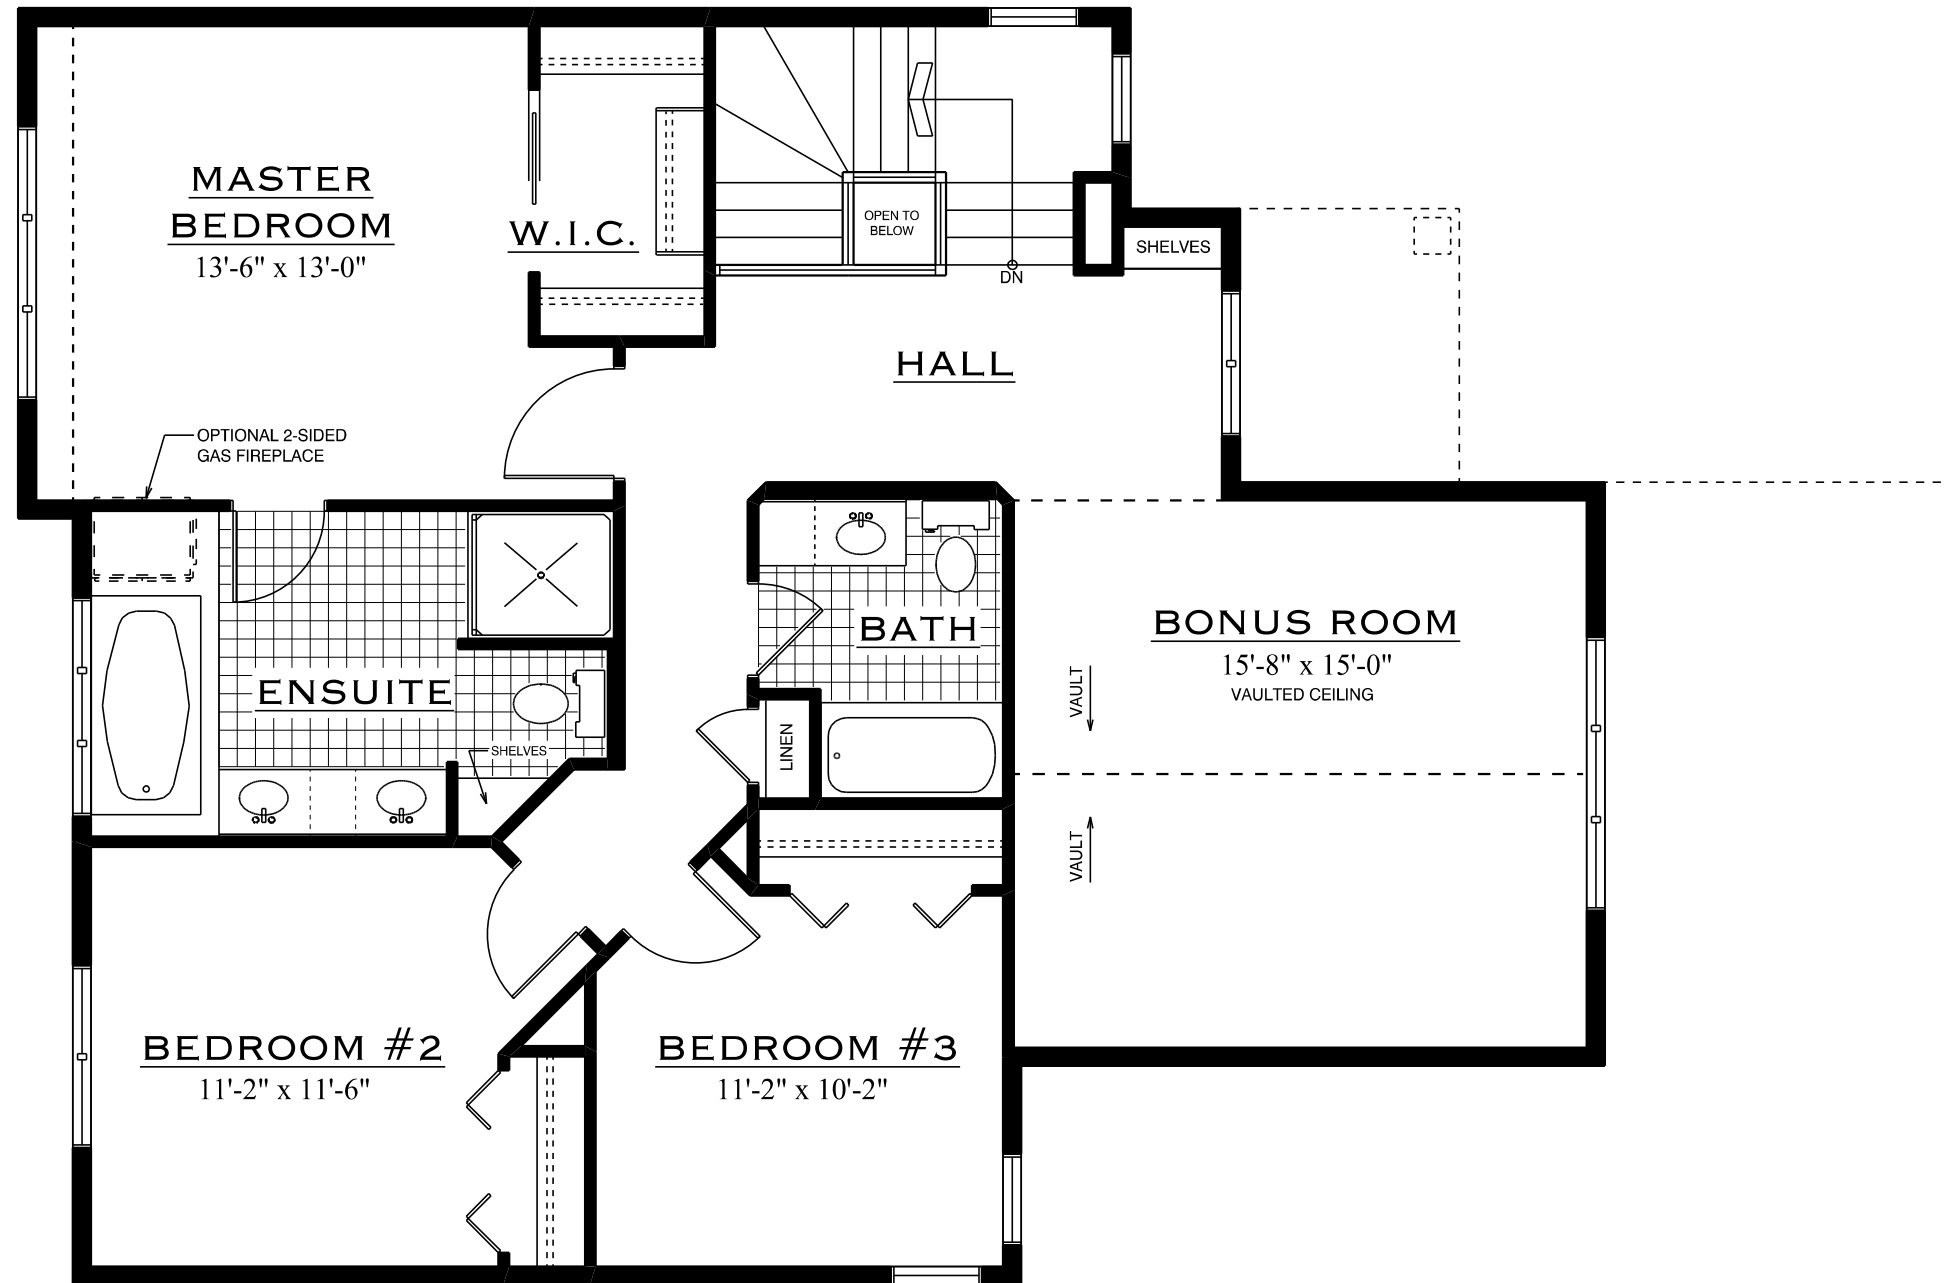 MASTER
BEDROOM
13'-6" x 13'-0"
W.I.C.
OPEN TO
BELOW
DN
SHELVES
HALL
OPTIONAL 2-SIDED
GAS FIREPLACE
ENSUITE
SHELVES
BATH
LINEN
BONUS ROOM
15'-8" x 15'-0"
VAULTED CEILING
VAULT
VAULT
BEDROOM #2
11'-2" x 11'-6"
BEDROOM #3
11'-2" x 10'-2"